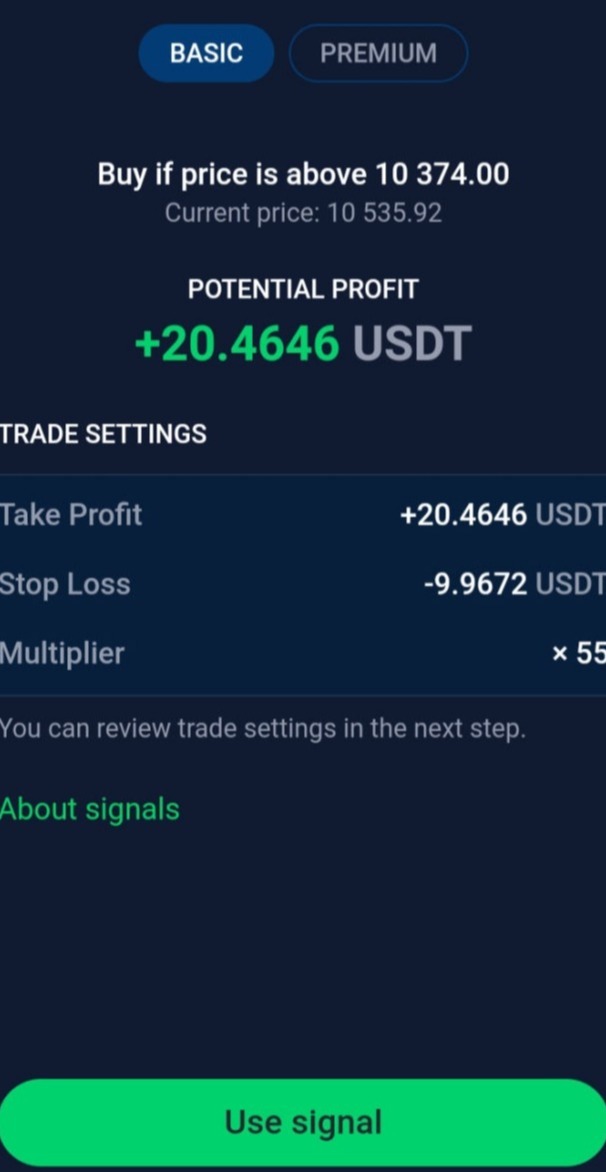 BASIC PREMIUM
Buy if price is above 10 374.00
Current price: 10 535.92
POTENTIAL PROFIT
+20.4646 USDT
TRADE SETTINGS
Take Profit +20.4646 USDT
Stop Loss -9.9672 USDT
Multiplier × 55
You can review trade settings in the next step.
About signals
Use signal